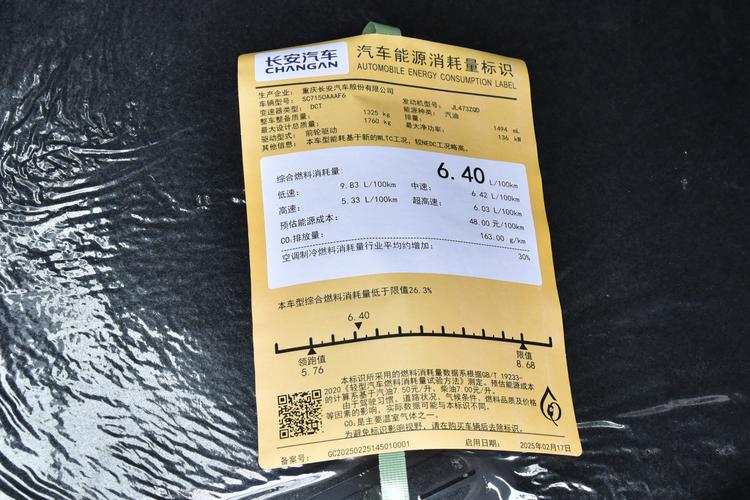 长安汽车
CHANGAN
汽车能源消耗量标识
AUTOMOBILE ENERGY CONSUMPTION LABEL
生产企业: 重庆长安汽车股份有限公司
车辆型号: SC7150AAAF6 发动机型号: JL473ZQD
变速器类型: DCT 能源种类: 汽油
整车整备质量: 1325 kg 排量: 1494 mL
最大设计总质量: 1760 kg 最大净功率: 136 kW
驱动型式: 前轮驱动
其他信息: 本车型能耗基于新的WLTC工况,较NEDC工况略高。
综合燃料消耗量: 6.40 L/100km
低速: 9.83 L/100km 中速: 6.42 L/100km
高速: 5.33 L/100km 超高速: 6.03 L/100km
预估能源成本: 48.00 元/100km
CO₂排放量: 163.00 g/km
空调制冷燃料消耗量行业平均约增加: 30%
本车型综合燃料消耗量低于限值26.3%
6.40
领跑值 限值
5.76 8.68
本标识所采用的燃料消耗量数据系根据GB/T 19233-
2020《轻型汽车燃料消耗量试验方法》测定。预估能源成本
的计算系基于汽油7.50元/升、柴油7.00元/升。
由于驾驶习惯、道路状况、气候条件、燃料品质及价格
等因素的影响,实际数据可能与本标识不同。
CO₂是主要温室气体之一。
为避免标识影响视野,请在购买车辆后去除标识。
备案号: GC20250225145010001 启用日期: 2025年02月17日